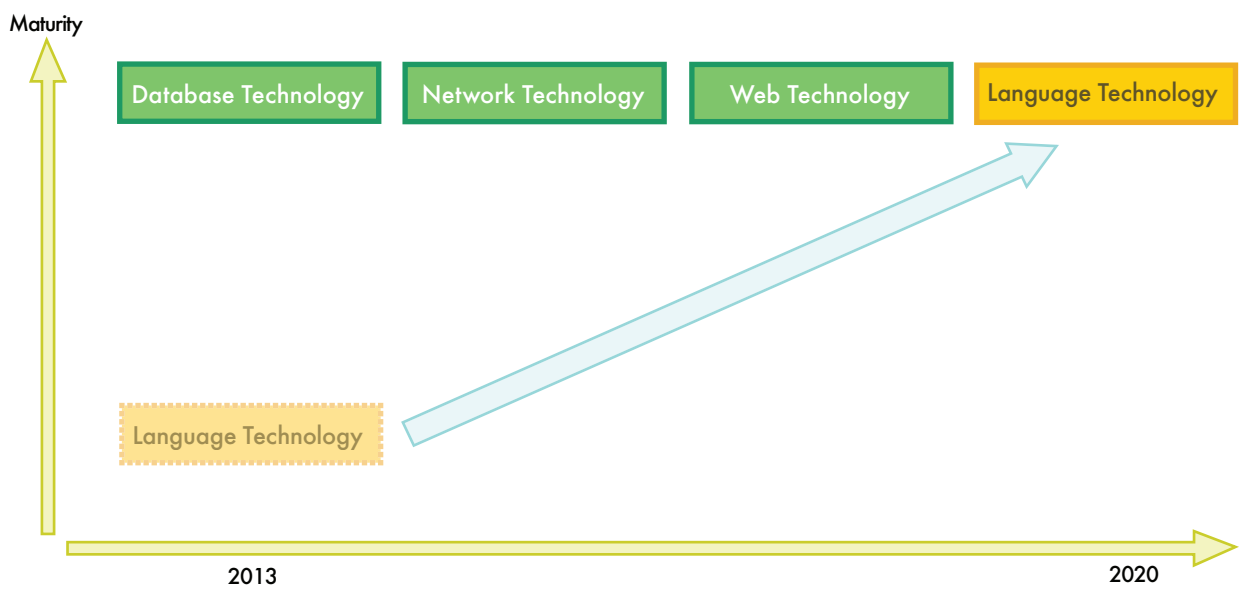 Maturity
Database Technology
Network Technology
Web Technology
Language Technology
Language Technology
2013
2020